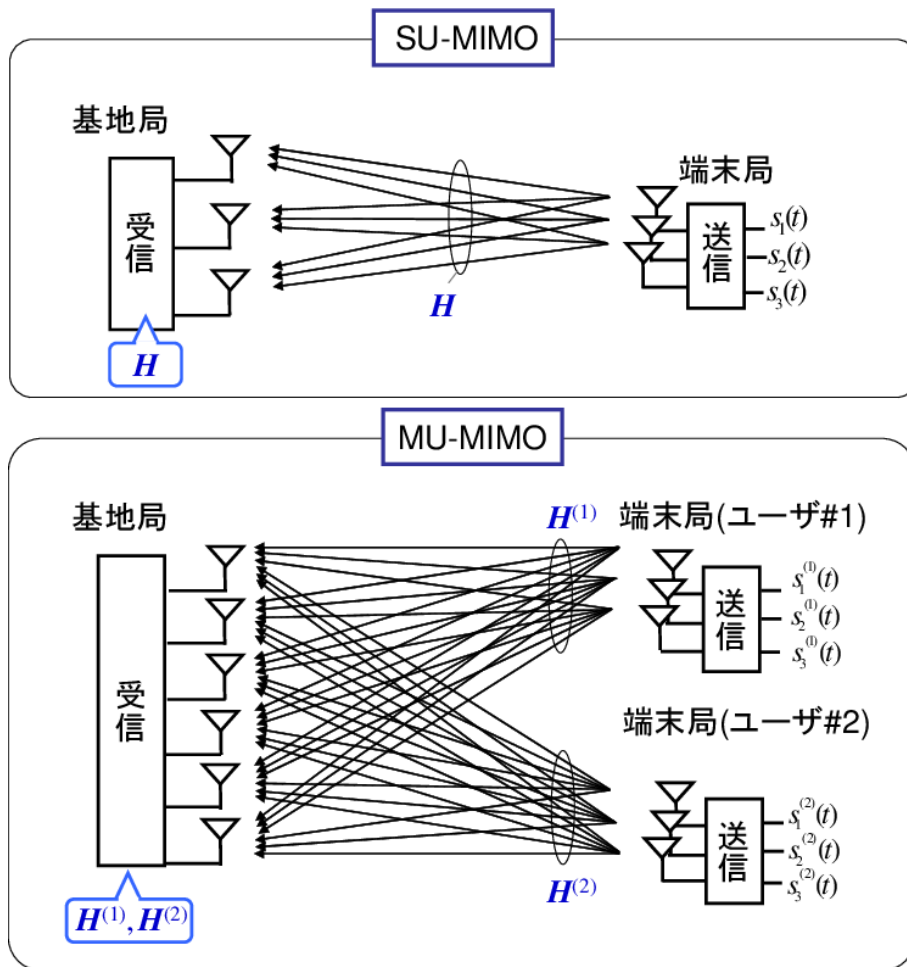 SU-MIMO
基地局
受信
H
H
端末局
送信
s₁(t)
s₂(t)
s₃(t)
MU-MIMO
基地局
受信
H⁽¹⁾, H⁽²⁾
H⁽¹⁾
端末局(ユーザ#1)
送信
s₁⁽¹⁾(t)
s₂⁽¹⁾(t)
s₃⁽¹⁾(t)
端末局(ユーザ#2)
H⁽²⁾
送信
s₁⁽²⁾(t)
s₂⁽²⁾(t)
s₃⁽²⁾(t)